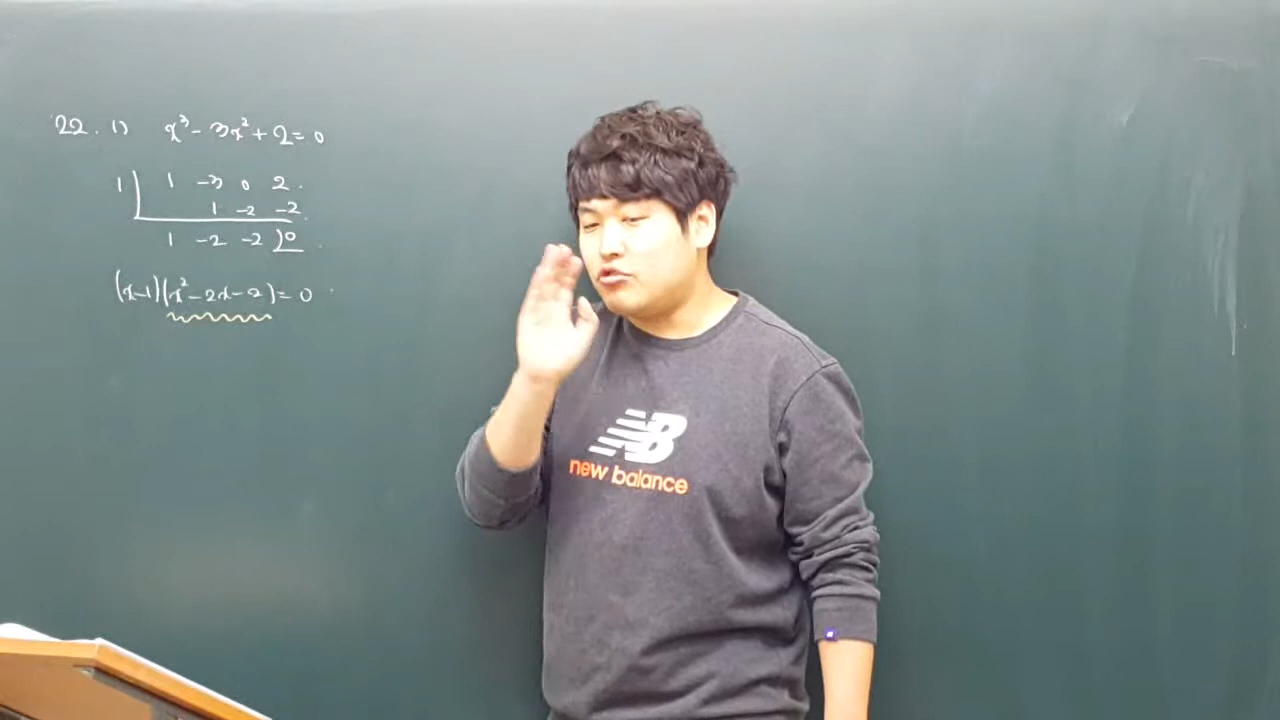 22. 1) x³-3x²+2=0
1 | 1 -3 0 2
1 -2 -2
1 -2 -2 ) 0
(x-1)(x²-2x-2)=0
NB
new balance